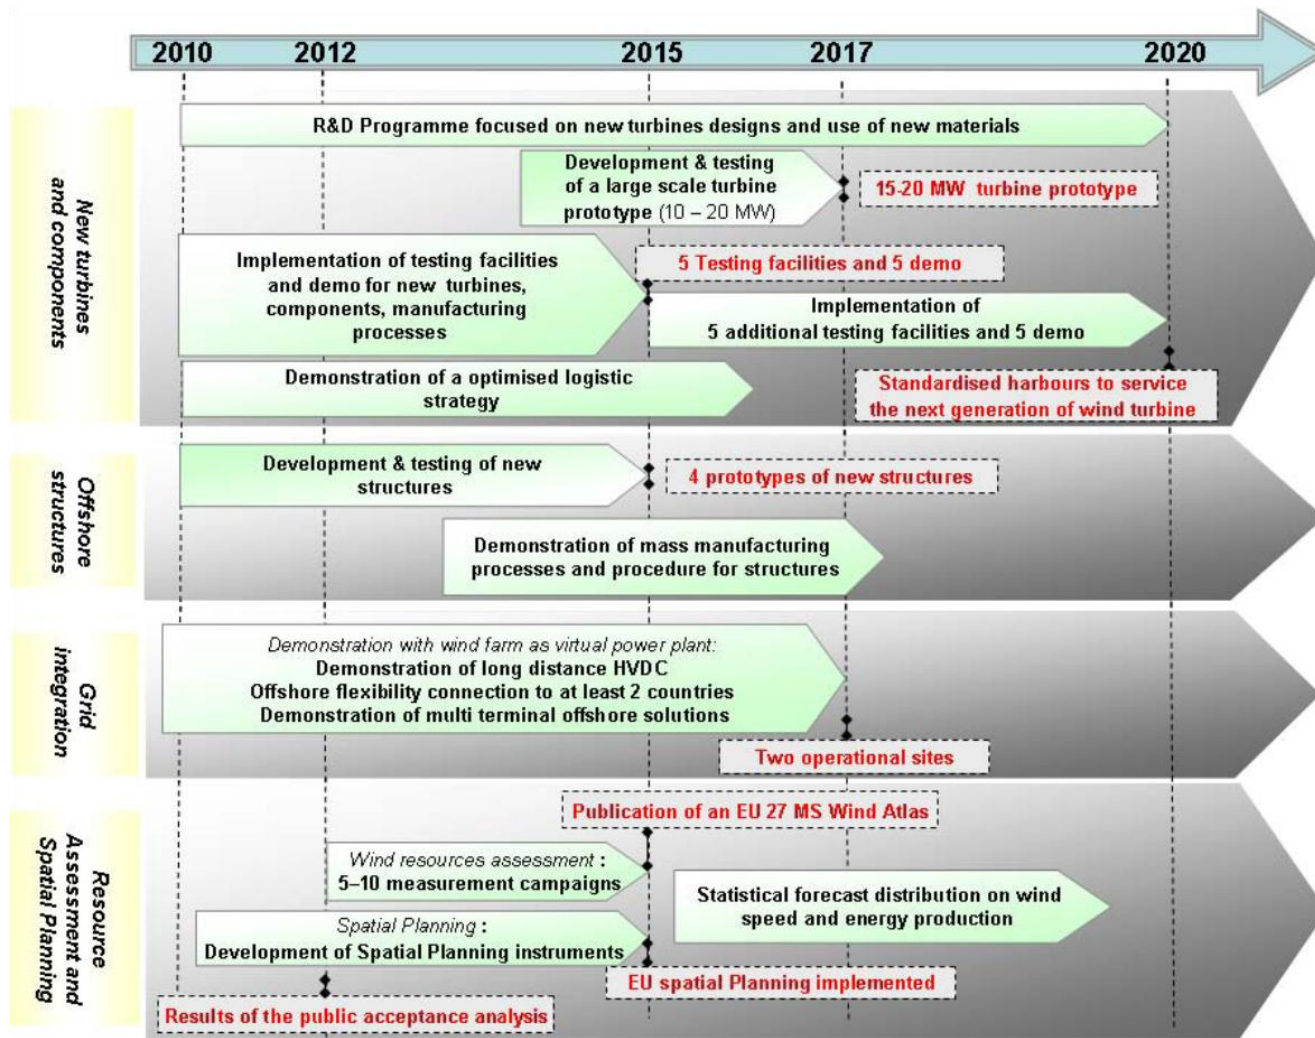 2010 2012 2015 2017 2020
New turbines
and components
R&D Programme focused on new turbines designs and use of new materials
Development & testing
of a large scale turbine
prototype (10 – 20 MW)
15-20 MW turbine prototype
Implementation of testing facilities
and demo for new turbines,
components, manufacturing
processes
5 Testing facilities and 5 demo
Implementation of
5 additional testing facilities and 5 demo
Demonstration of a optimised logistic
strategy
Standardised harbours to service
the next generation of wind turbine
Offshore
structures
Development & testing of new
structures
4 prototypes of new structures
Demonstration of mass manufacturing
processes and procedure for structures
Grid
integration
Demonstration with wind farm as virtual power plant:
Demonstration of long distance HVDC
Offshore flexibility connection to at least 2 countries
Demonstration of multi terminal offshore solutions
Two operational sites
Resource
Assessment and
Spatial Planning
Publication of an EU 27 MS Wind Atlas
Wind resources assessment :
5–10 measurement campaigns
Statistical forecast distribution on wind
speed and energy production
Spatial Planning :
Development of Spatial Planning instruments
EU spatial Planning implemented
Results of the public acceptance analysis